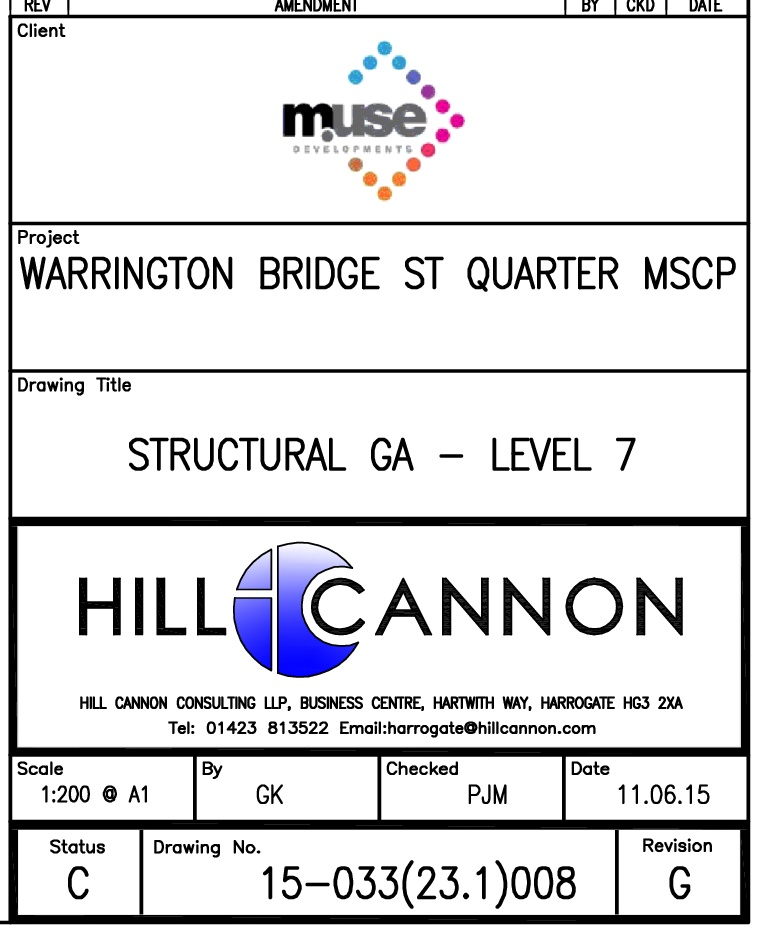 REV AMENDMENT BY CKD DATE
Client
muse
DEVELOPMENTS
Project
WARRINGTON BRIDGE ST QUARTER MSCP
Drawing Title
STRUCTURAL GA – LEVEL 7
HILL CANNON
HILL CANNON CONSULTING LLP, BUSINESS CENTRE, HARTWITH WAY, HARROGATE HG3 2XA
Tel: 01423 813522 Email:harrogate@hillcannon.com
Scale By Checked Date
1:200 @ A1 GK PJM 11.06.15
Status Drawing No. Revision
C 15-033(23.1)008 G